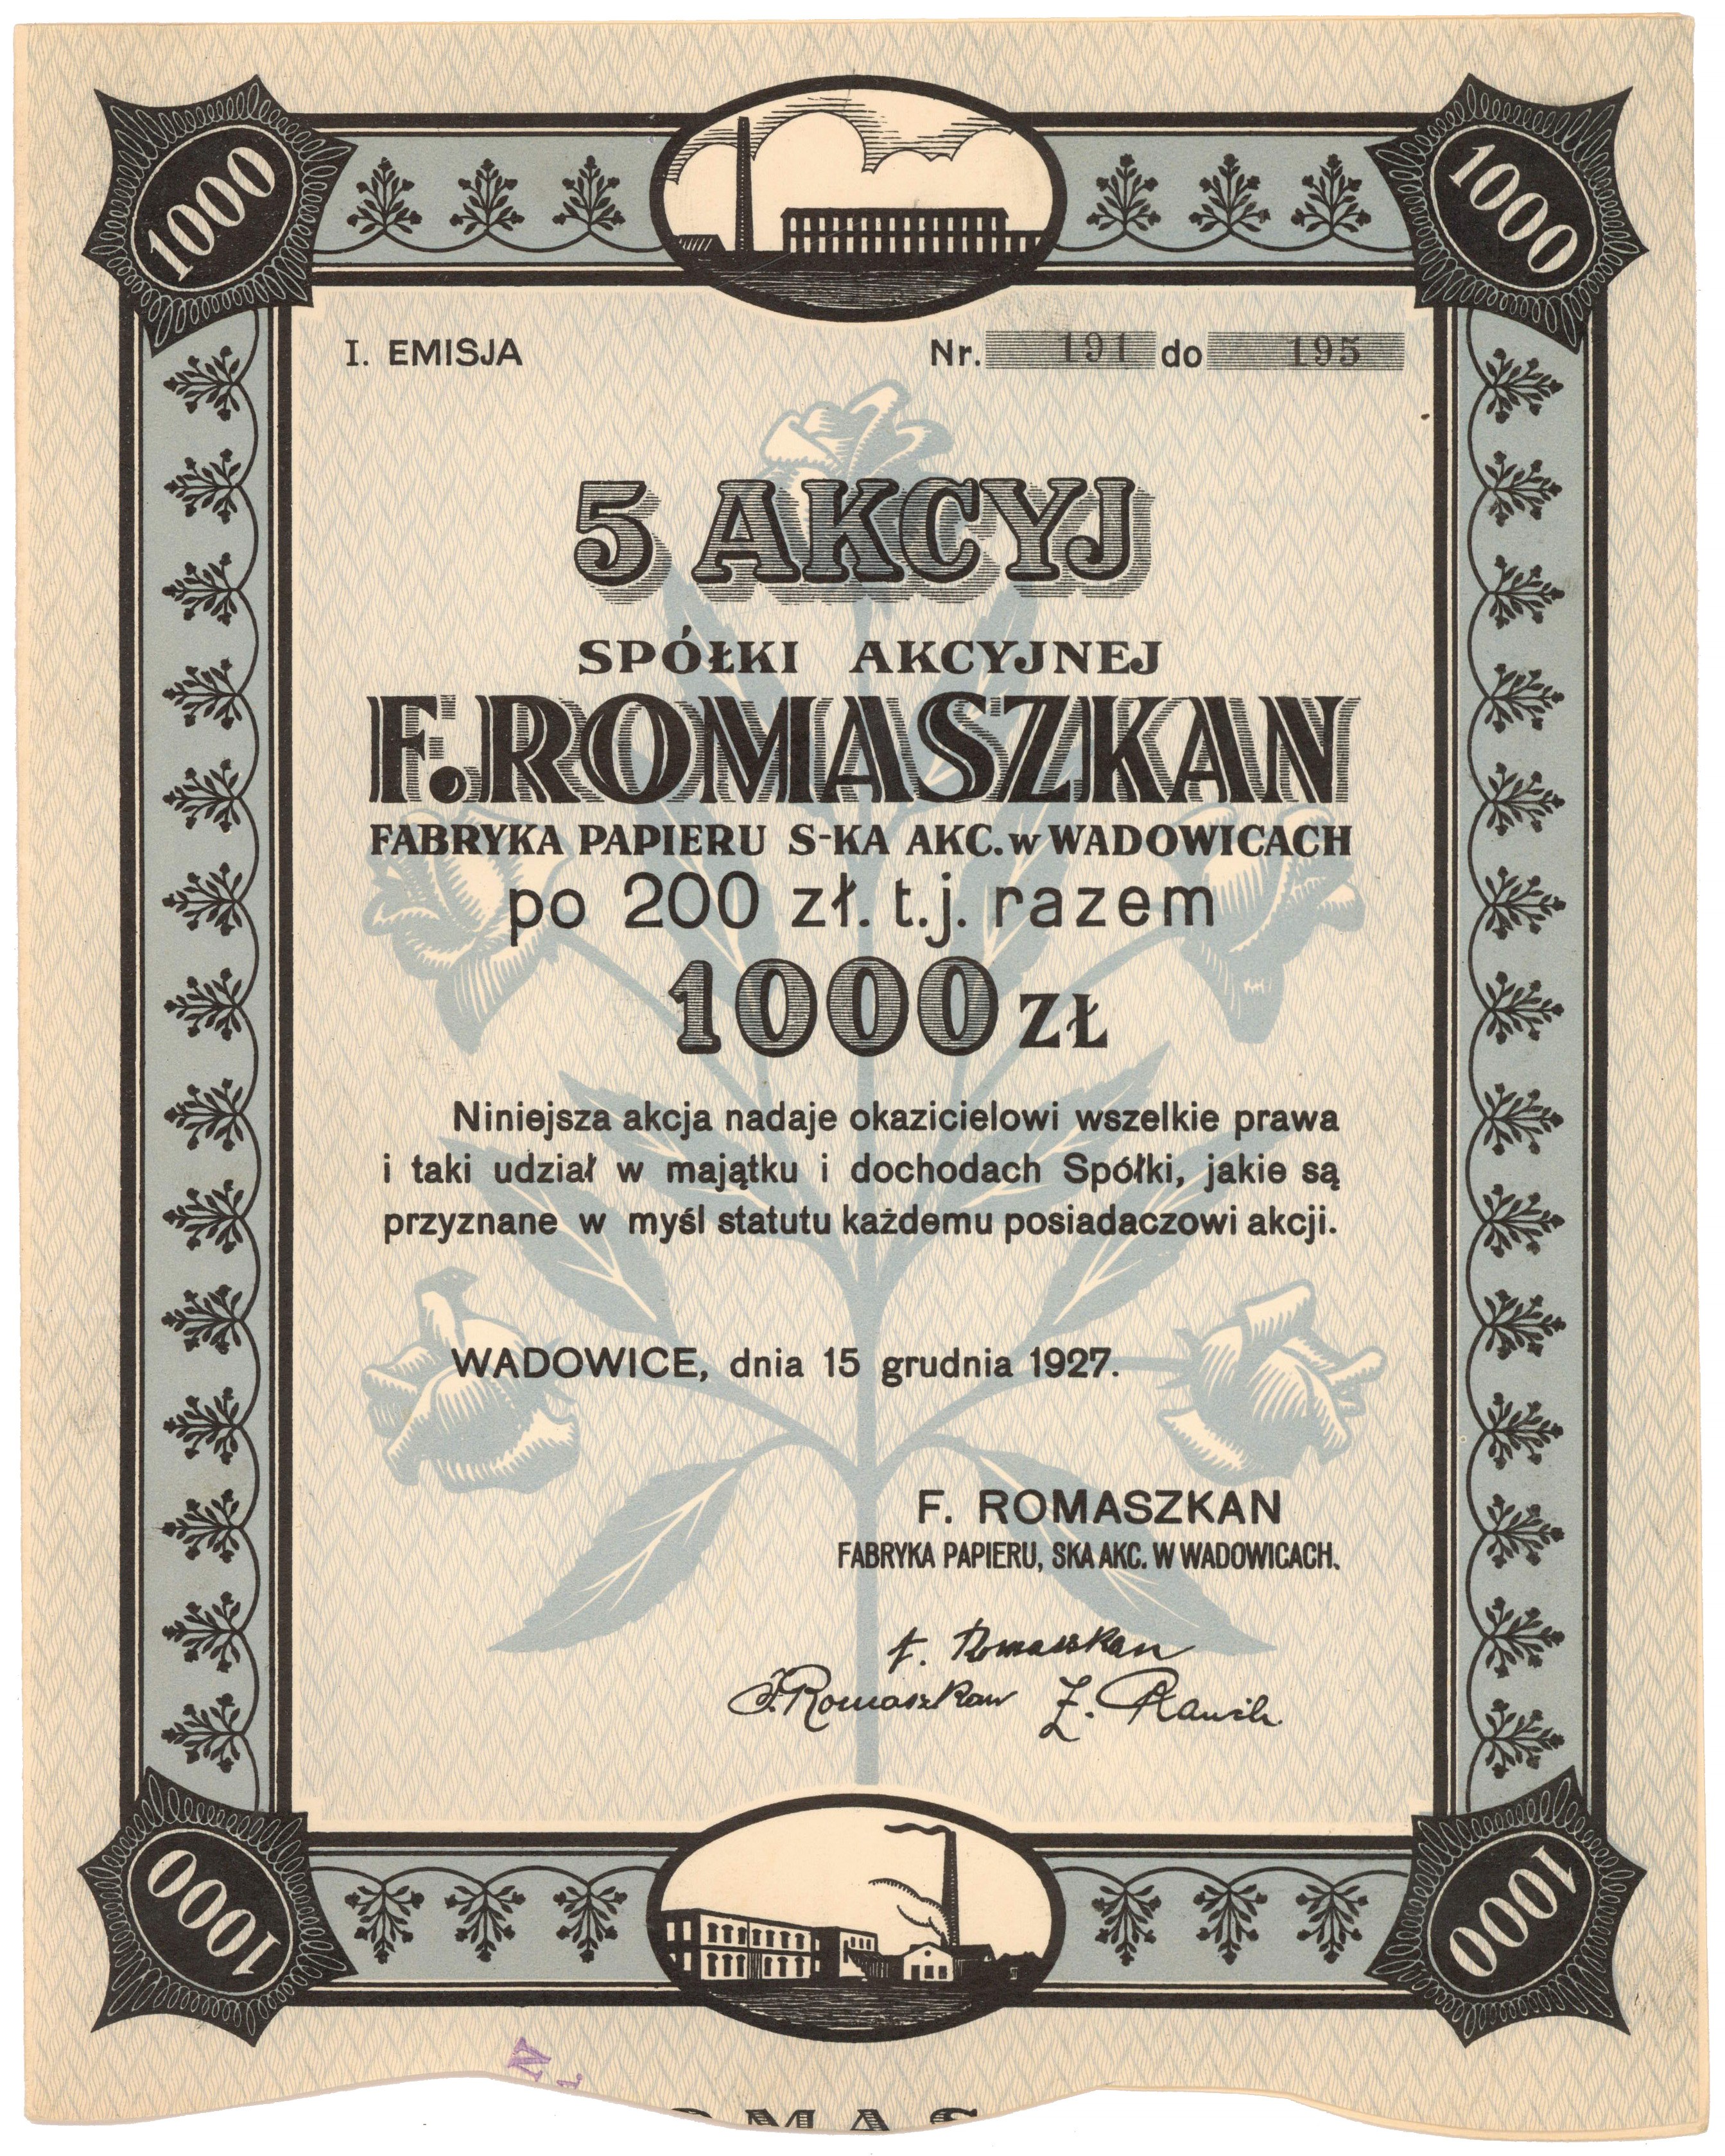 1000
1000
I. EMISJA
Nr. 191 do 195
5 AKCYJ
SPÓŁKI AKCYJNEJ
F. ROMASZKAN
FABRYKA PAPIERU S-KA AKC. w WADOWICACH
po 200 zł. t.j. razem
1000 ZŁ
Niniejsza akcja nadaje okazicielowi wszelkie prawa
i taki udział w majątku i dochodach Spółki, jakie są
przyznane w myśl statutu każdemu posiadaczowi akcji.
WADOWICE, dnia 15 grudnia 1927.
F. ROMASZKAN
FABRYKA PAPIERU, SKA AKC. W WADOWICACH.
F. Romaszkan
F. Romaszkan
1000
1000
N